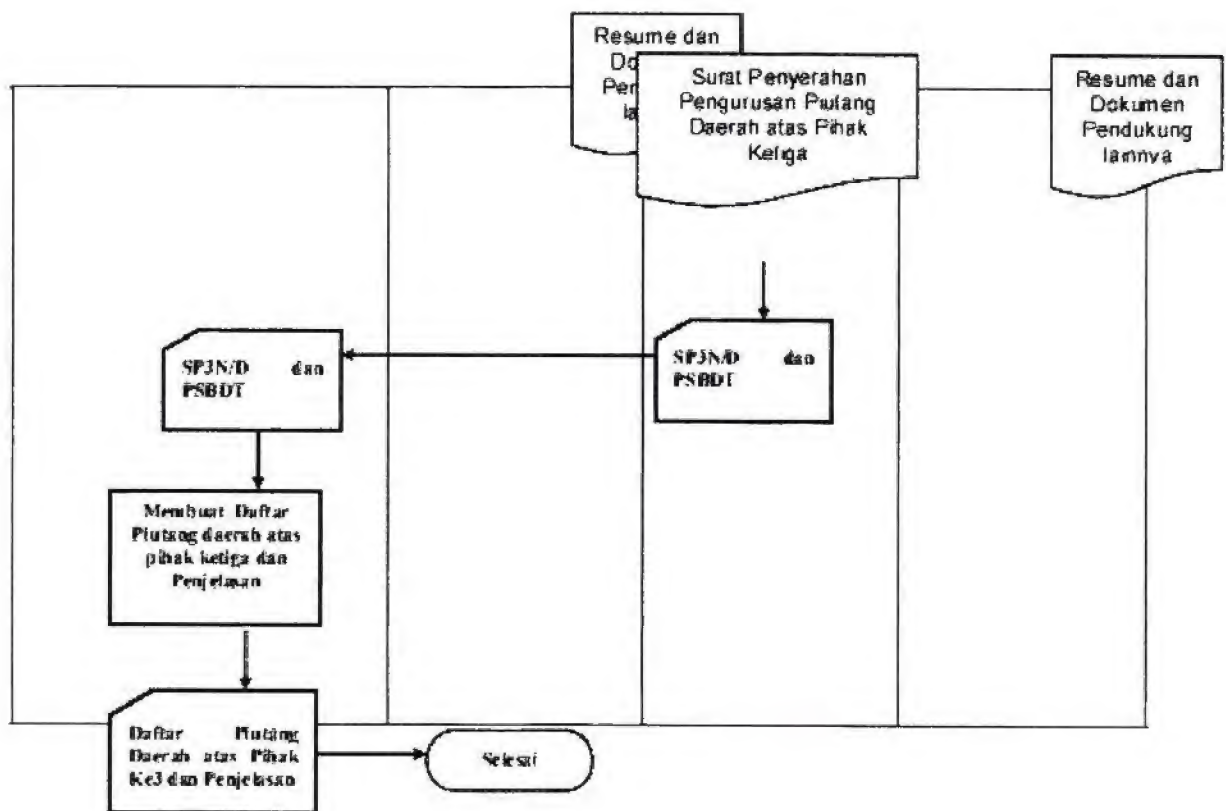 Resume dan
Surat Penyerahan
Pengurusan Piutang
Daerah atas Pihak
Ketiga
Resume dan
Dokumen
Pendukung
lainnya
SP3N/D dan
PSBDT
SP3N/D dan
PSBDT
Membuat Daftar
Piutang daerah atas
pihak ketiga dan
Penjelasan
Daftar Piutang
Daerah atas Pihak
Ke3 dan Penjelasan
Selesai